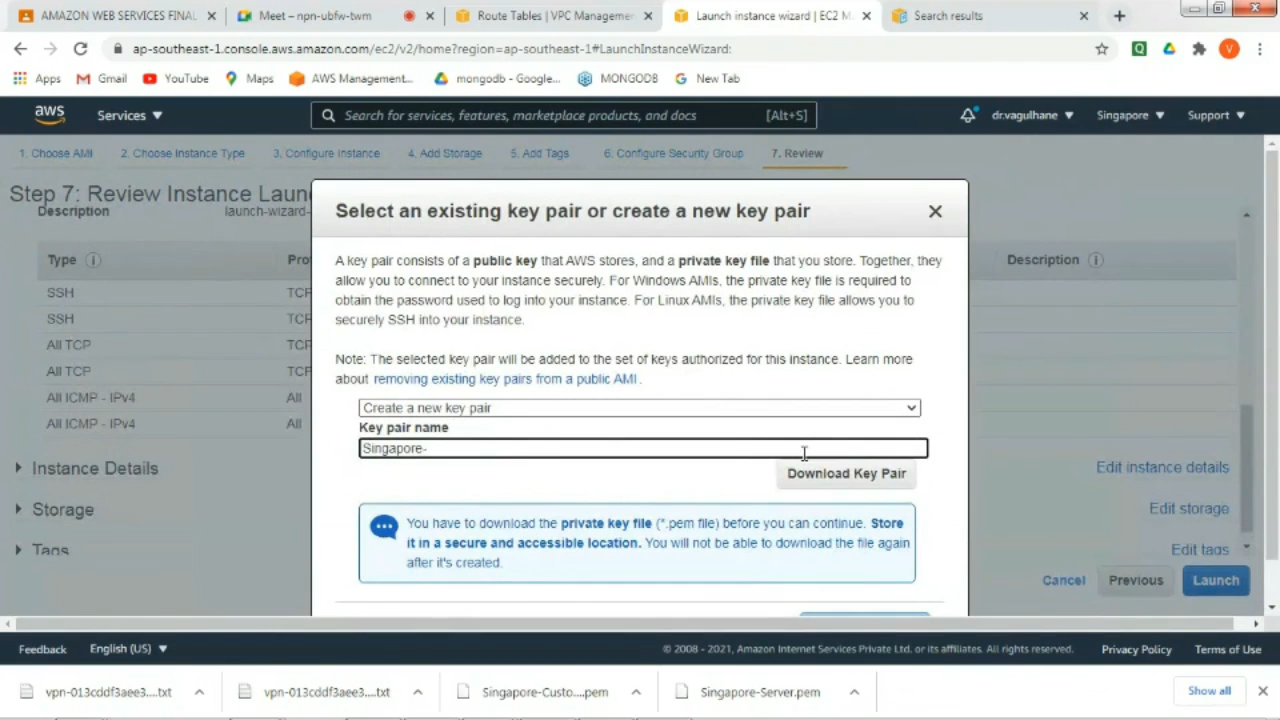 AMAZON WEB SERVICES FINAL
Meet – npn-ubfw-twm
Route Tables | VPC Managemen
Launch instance wizard | EC2 M
Search results
ap-southeast-1.console.aws.amazon.com/ec2/v2/home?region=ap-southeast-1#LaunchInstanceWizard:
Q
V
Apps
Gmail
YouTube
Maps
AWS Management...
mongodb - Google...
MONGODB
New Tab
aws
Services
Search for services, features, marketplace products, and docs
[Alt+S]
dr.vagulhane
Singapore
Support
1. Choose AMI
2. Choose Instance Type
3. Configure Instance
4. Add Storage
5. Add Tags
6. Configure Security Group
7. Review
Step 7: Review Instance Laun
Description
launch-wizard-
Type
Pro
Description
SSH
TCP
SSH
TCP
All TCP
TCP
All TCP
TCP
All ICMP - IPv4
All
All ICMP - IPv4
All
Instance Details
Edit instance details
Storage
Edit storage
Tags
Edit tags
Cancel
Previous
Launch
Select an existing key pair or create a new key pair
A key pair consists of a public key that AWS stores, and a private key file that you store. Together, they
allow you to connect to your instance securely. For Windows AMIs, the private key file is required to
obtain the password used to log into your instance. For Linux AMIs, the private key file allows you to
securely SSH into your instance.
Note: The selected key pair will be added to the set of keys authorized for this instance. Learn more
about removing existing key pairs from a public AMI .
Create a new key pair
Key pair name
Singapore-
Download Key Pair
You have to download the private key file (*.pem file) before you can continue. Store
it in a secure and accessible location. You will not be able to download the file again
after it's created.
Feedback
English (US)
© 2008 - 2021, Amazon Internet Services Private Ltd. or its affiliates. All rights reserved.
Privacy Policy
Terms of Use
vpn-013cddf3aee3....txt
vpn-013cddf3aee3....txt
Singapore-Custo....pem
Singapore-Server.pem
Show all